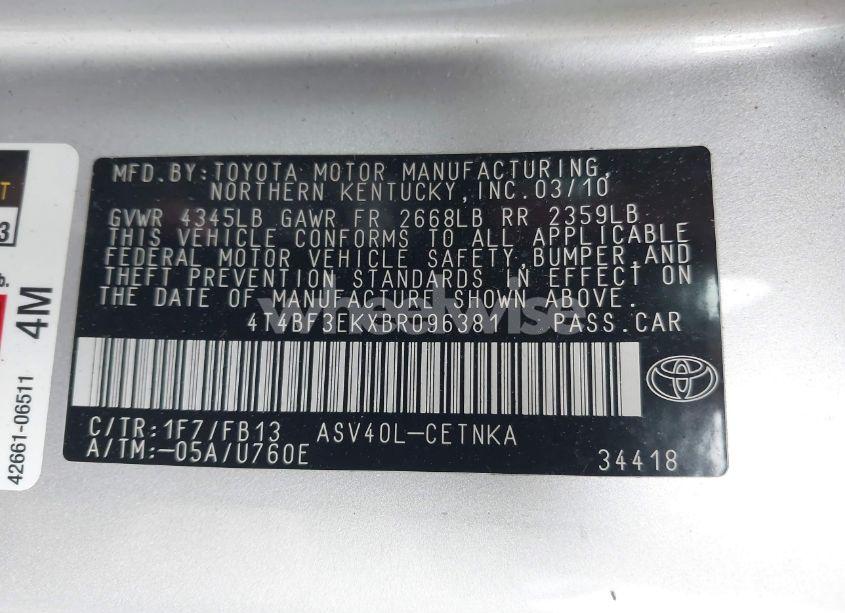 MFD.BY:TOYOTA MOTOR MANUFACTURING,
NORTHERN KENTUCKY,INC.03/10
GVWR 4345LB GAWR FR 2668LB RR 2359LB
THIS VEHICLE CONFORMS TO ALL APPLICABLE
FEDERAL MOTOR VEHICLE SAFETY,BUMPER,AND
THEFT PREVENTION STANDARDS IN EFFECT ON
THE DATE OF MANUFACTURE SHOWN ABOVE.
wheelwise
4T4BF3EKXBR096381 PASS.CAR
C/TR:1F7/FB13 ASV40L-CETNKA
A/TM:-05A/U760E
34418
42661-06511
4M
3